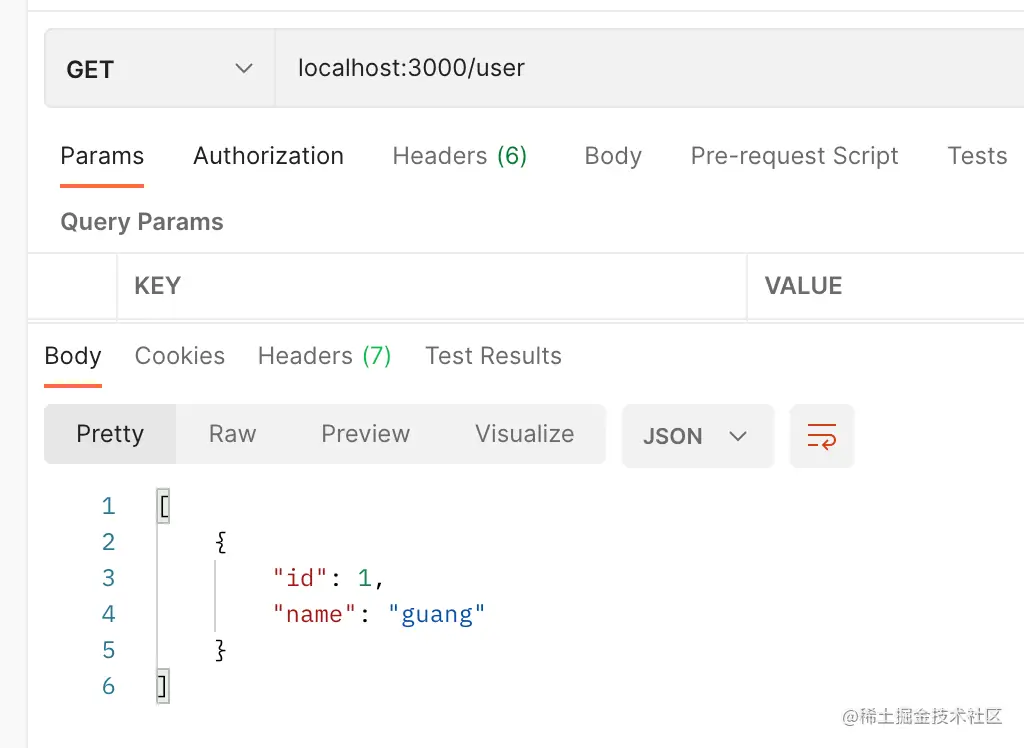 GET localhost:3000/user
Params Authorization Headers (6) Body Pre-request Script Tests
Query Params
KEY VALUE
Body Cookies Headers (7) Test Results
Pretty Raw Preview Visualize JSON
1 [
2 {
3 "id": 1,
4 "name": "guang"
5 }
6 ]
@稀土掘金技术社区